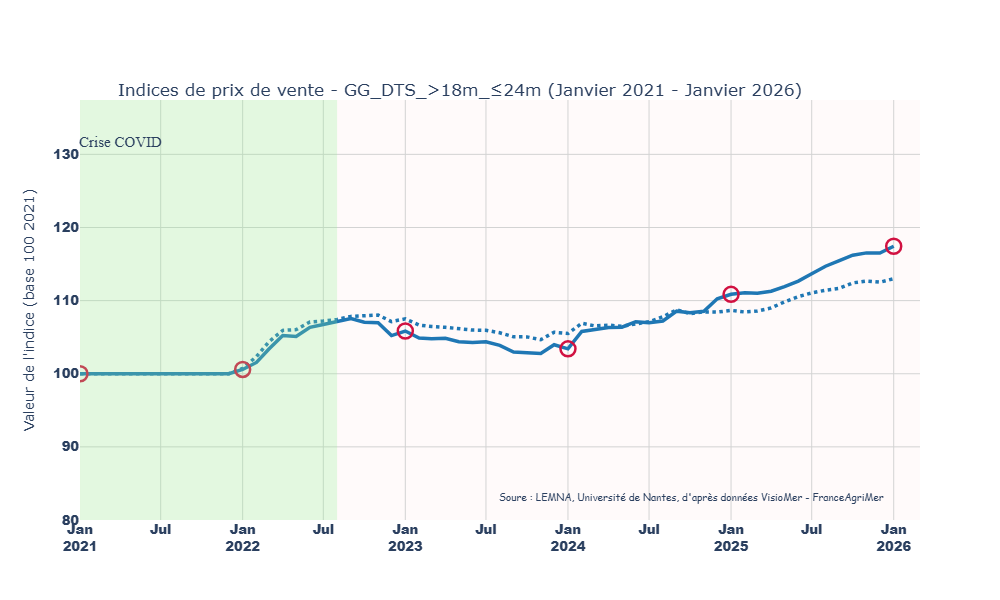 Indices de prix de vente - GG_DTS_>18m_≤24m (Janvier 2021 - Janvier 2026)
Crise COVID
Valeur de l'indice (base 100 2021)
130
120
110
100
90
80
Soure : LEMNA, Université de Nantes, d'après données VisioMer - FranceAgriMer
Jan Jul Jan Jul Jan Jul Jan Jul Jan Jul Jan
2021 2022 2023 2024 2025 2026